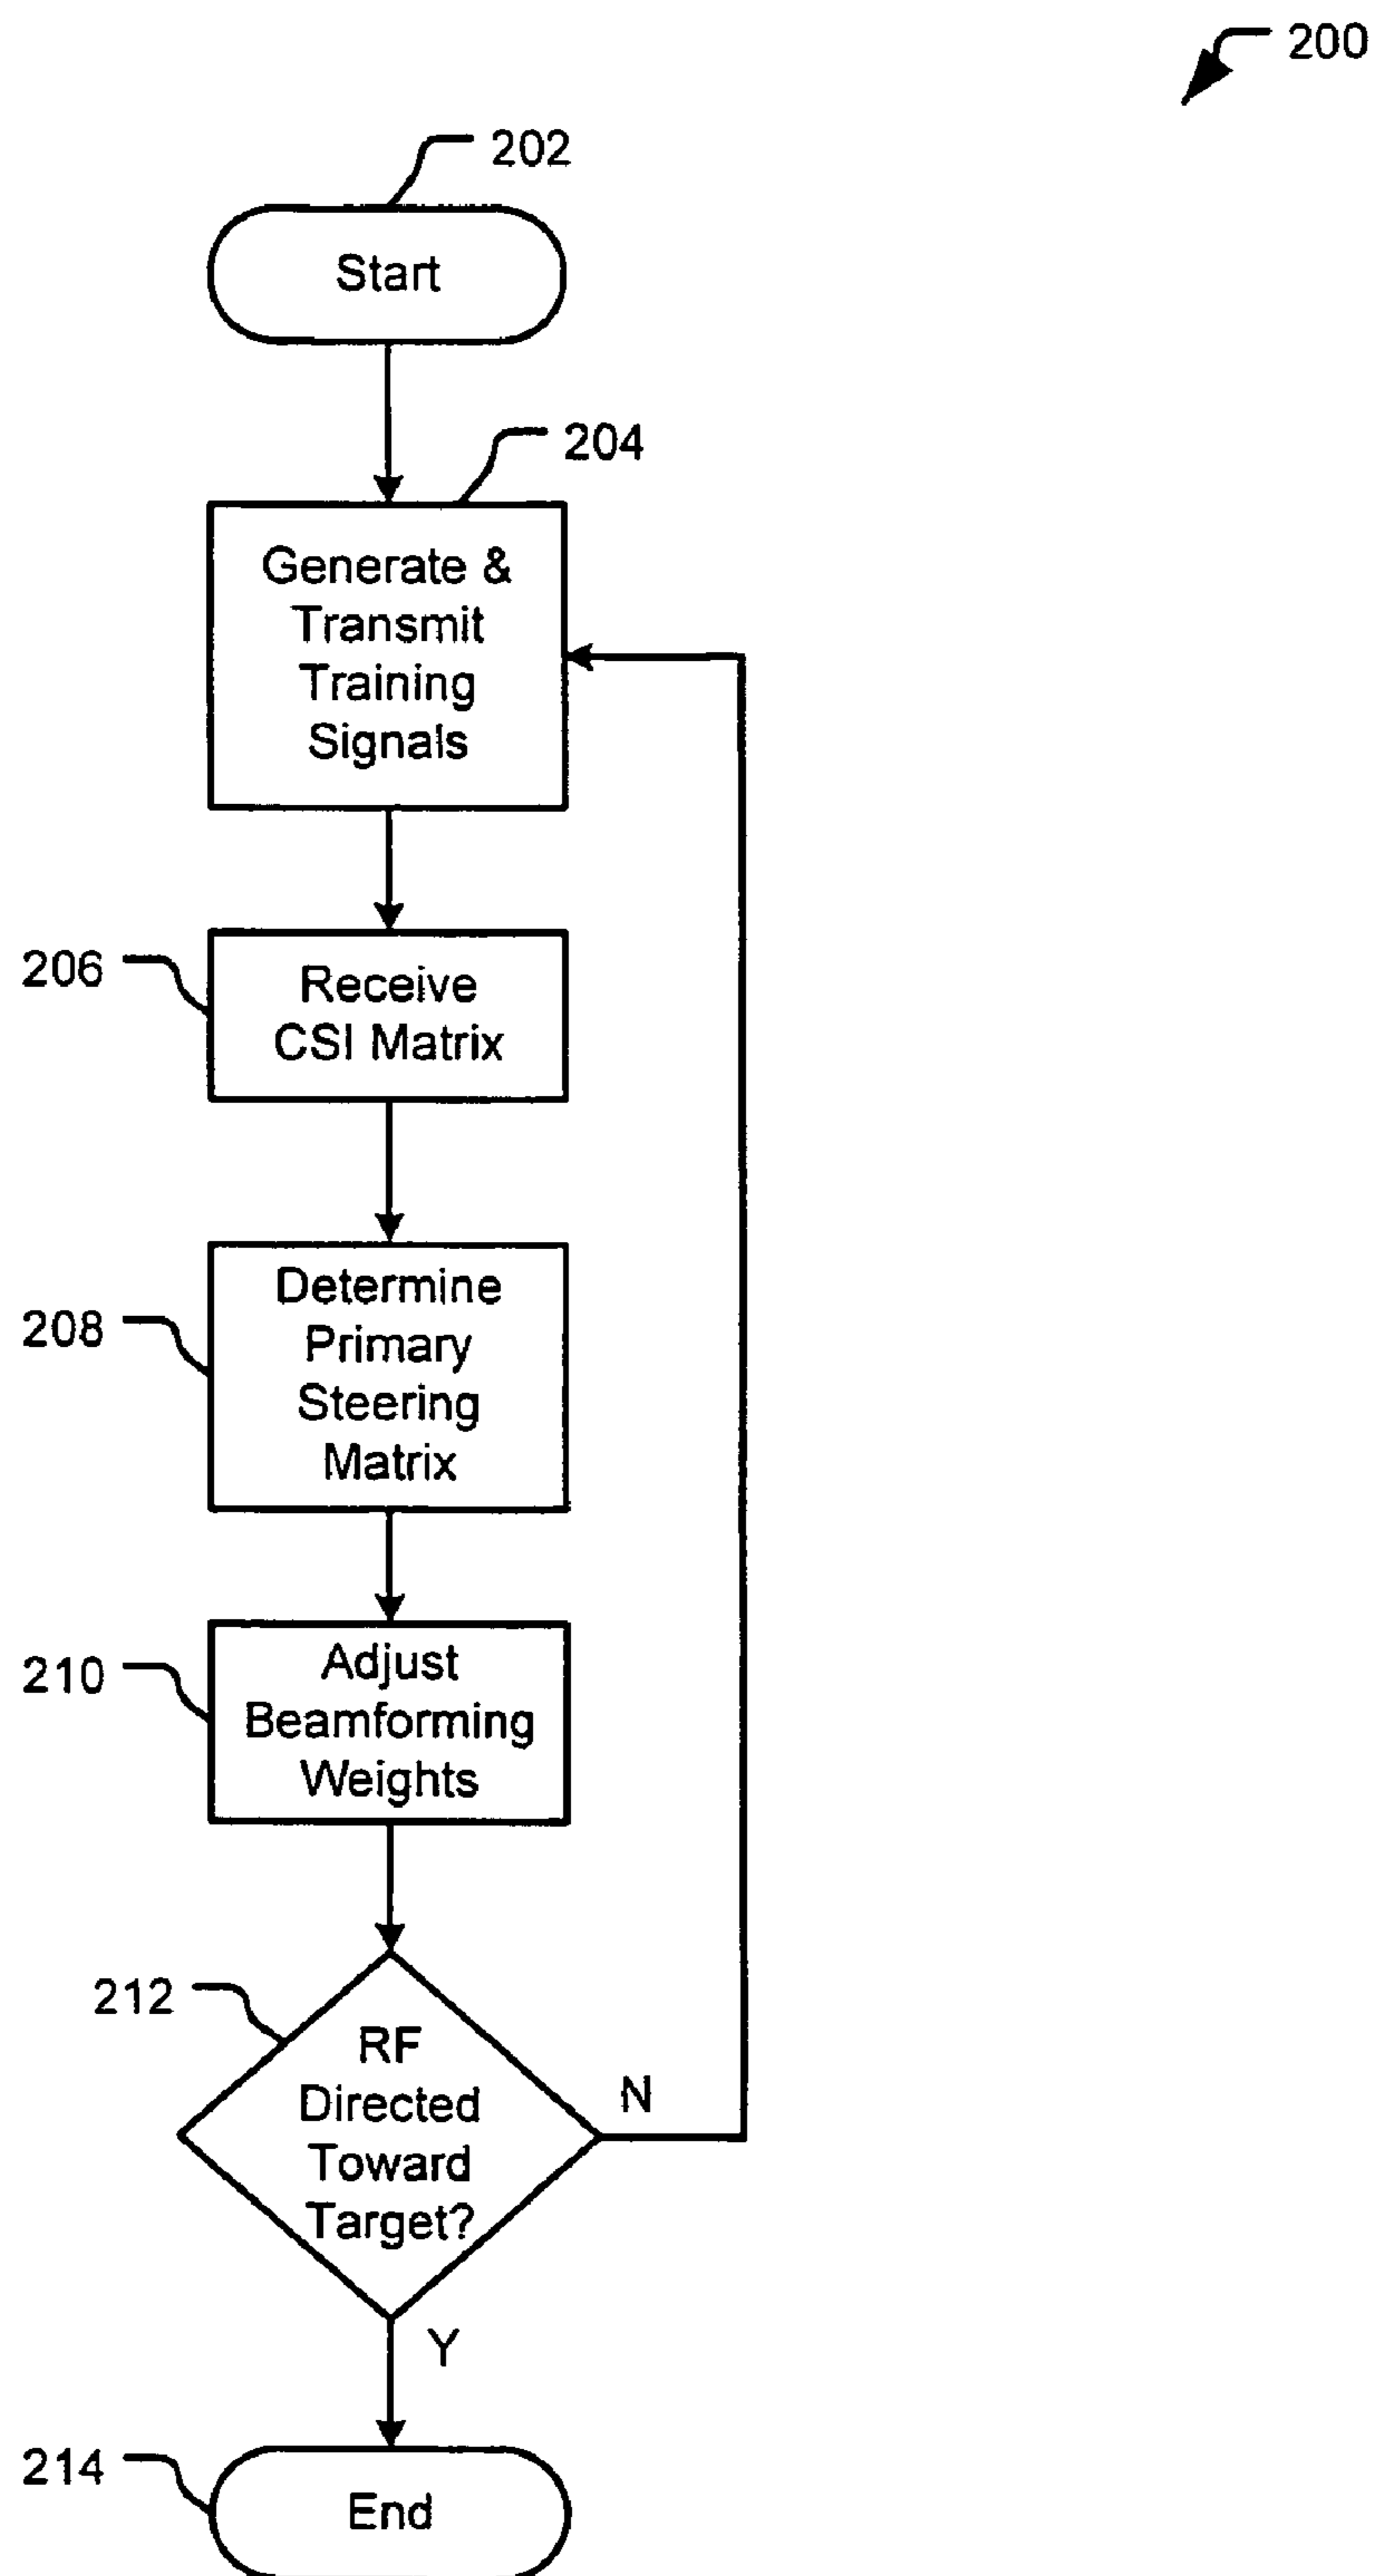 200
202
Start
204
Generate &
Transmit
Training
Signals
206
Receive
CSI Matrix
208
Determine
Primary
Steering
Matrix
210
Adjust
Beamforming
Weights
212
RF
Directed
Toward
Target?
N
Y
214
End